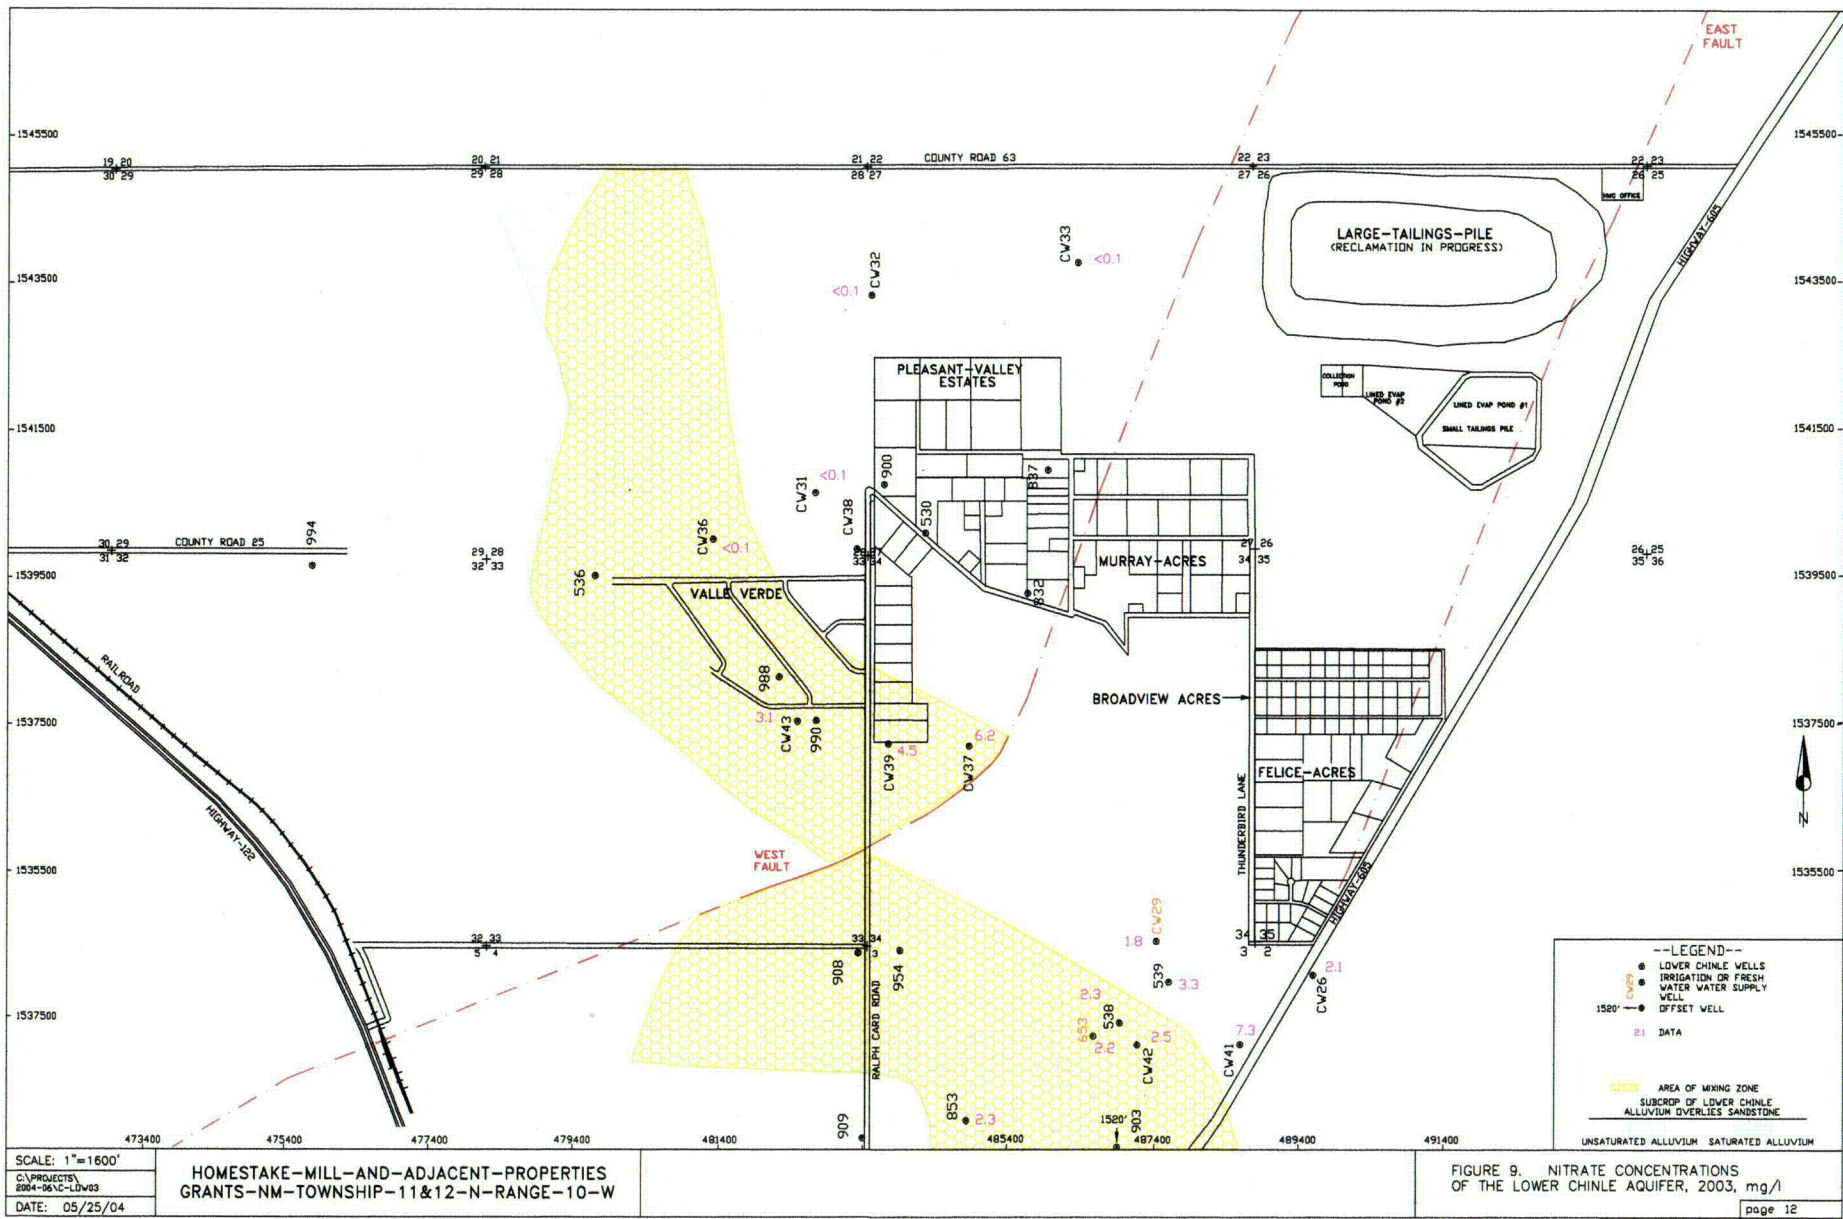 EAST
FAULT
1545500
1545500
19 20
30 29
20 21
29 28
21 22
28 27
COUNTY ROAD 63
22 23
27 26
22 23
26 25
HMC OFFICE
HIGHWAY-605
LARGE-TAILINGS-PILE
(RECLAMATION IN PROGRESS)
CW33
<0.1
CW32
<0.1
1543500
1543500
PLEASANT-VALLEY
ESTATES
COLLECTION
POND
LINED EVAP
POND #2
LINED EVAP POND #1
SMALL TAILINGS PILE
1541500
1541500
CW31
<0.1
900
837
CW38
530
CW36
<0.1
994
30 29
31 32
COUNTY ROAD 25
29 28
32 33
28 27
33 34
27 26
34 35
26 25
35 36
536
1539500
1539500
VALLE VERDE
832
MURRAY-ACRES
RAILROAD
988
BROADVIEW ACRES
1537500
1537500
3.1
CW43
990
4.5
CW39
6.2
CW37
FELICE-ACRES
THUNDERBIRD LANE
N
HIGHWAY-122
WEST
FAULT
1535500
1535500
HIGHWAY-605
32 33
5 4
33 34
3
34 35
3 2
908
954
CW29
1.8
539
3.3
2.1
CW26
RALPH CARD ROAD
2.3
538
653
2.2
2.5
CW42
7.3
CW41
1537500
853
2.3
909
1520'
903
--LEGEND--
LOWER CHINLE WELLS
CW29
IRRIGATION OR FRESH
WATER WATER SUPPLY
WELL
1520'
OFFSET WELL
2.1
DATA
AREA OF MIXING ZONE
SUBCROP OF LOWER CHINLE
ALLUVIUM OVERLIES SANDSTONE
UNSATURATED ALLUVIUM SATURATED ALLUVIUM
473400
475400
477400
479400
481400
485400
487400
489400
491400
SCALE: 1"=1600'
C:\PROJECTS\
2004-06\C-LOW03
DATE: 05/25/04
HOMESTAKE-MILL-AND-ADJACENT-PROPERTIES
GRANTS-NM-TOWNSHIP-11&12-N-RANGE-10-W
FIGURE 9. NITRATE CONCENTRATIONS
OF THE LOWER CHINLE AQUIFER, 2003, mg/l
page 12